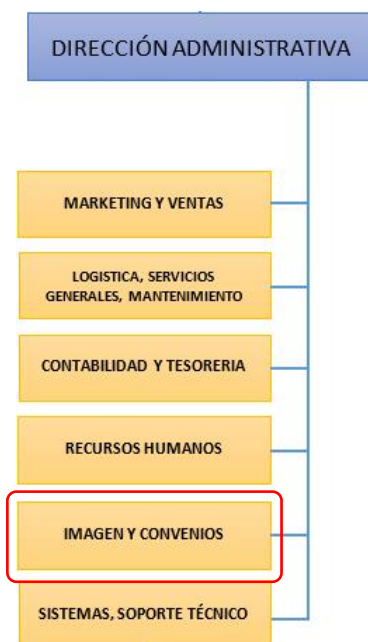 DIRECCIÓN ADMINISTRATIVA
MARKETING Y VENTAS
LOGISTICA, SERVICIOS
GENERALES, MANTENIMIENTO
CONTABILIDAD Y TESORERIA
RECURSOS HUMANOS
IMAGEN Y CONVENIOS
SISTEMAS, SOPORTE TÉCNICO